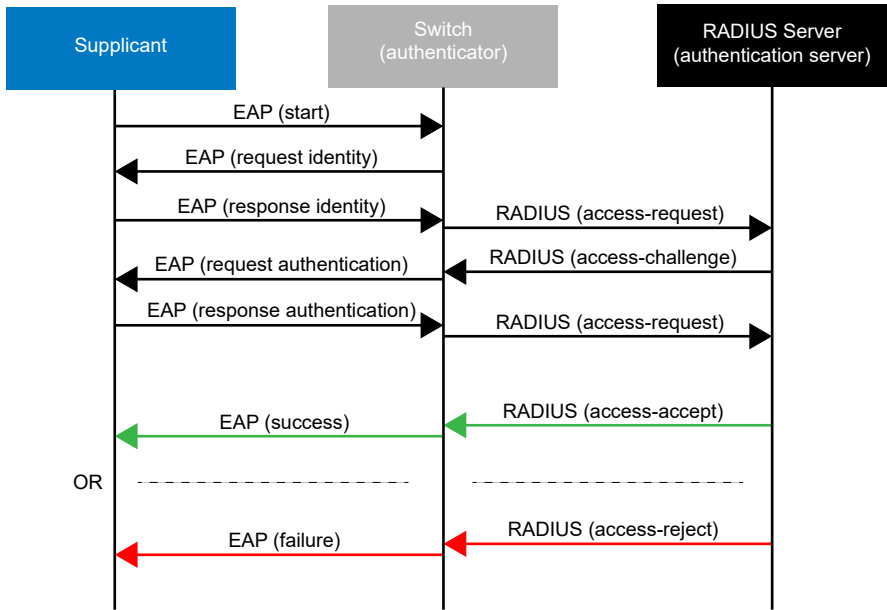 Supplicant
Switch
(authenticator)
RADIUS Server
(authentication server)
EAP (start)
EAP (request identity)
EAP (response identity)
RADIUS (access-request)
EAP (request authentication)
RADIUS (access-challenge)
EAP (response authentication)
RADIUS (access-request)
EAP (success)
RADIUS (access-accept)
OR
EAP (failure)
RADIUS (access-reject)